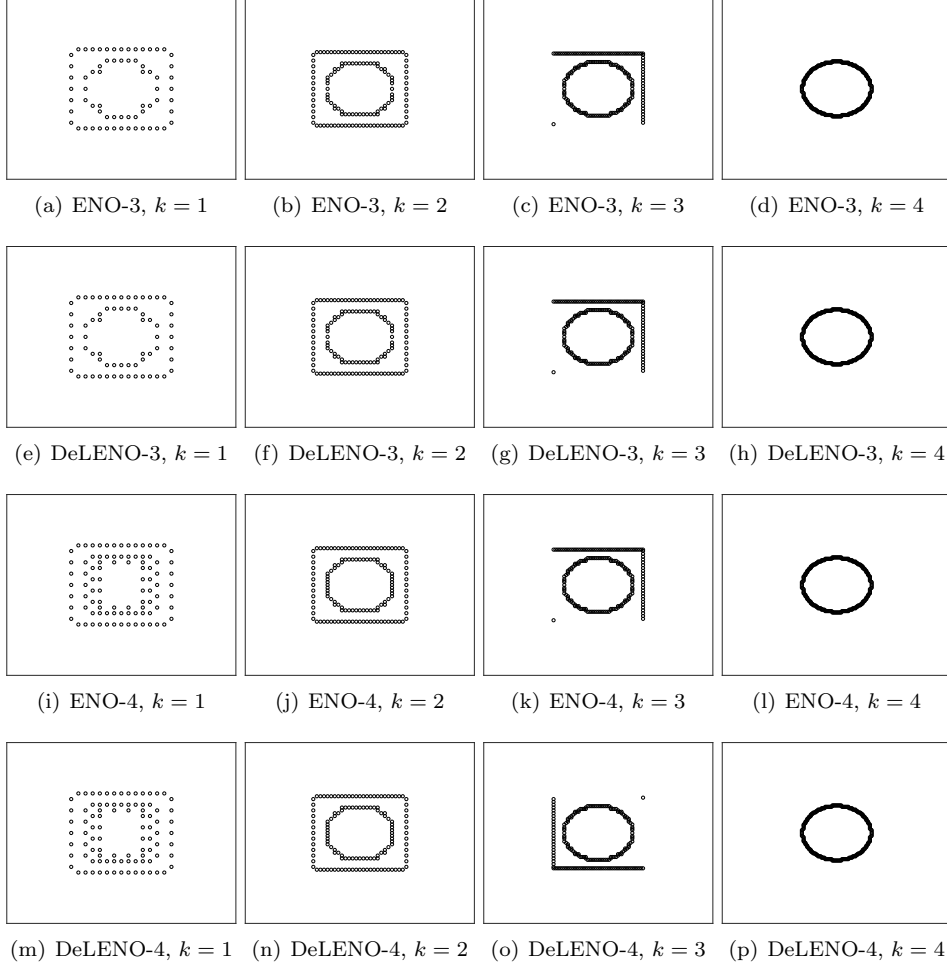 (a) ENO-3, k = 1 (b) ENO-3, k = 2 (c) ENO-3, k = 3 (d) ENO-3, k = 4
(e) DeLENO-3, k = 1 (f) DeLENO-3, k = 2 (g) DeLENO-3, k = 3 (h) DeLENO-3, k = 4
(i) ENO-4, k = 1 (j) ENO-4, k = 2 (k) ENO-4, k = 3 (l) ENO-4, k = 4
(m) DeLENO-4, k = 1 (n) DeLENO-4, k = 2 (o) DeLENO-4, k = 3 (p) DeLENO-4, k = 4